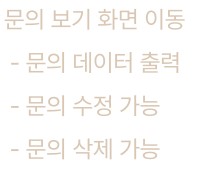 문의 보기 화면 이동
- 문의 데이터 출력
- 문의 수정 가능
- 문의 삭제 가능